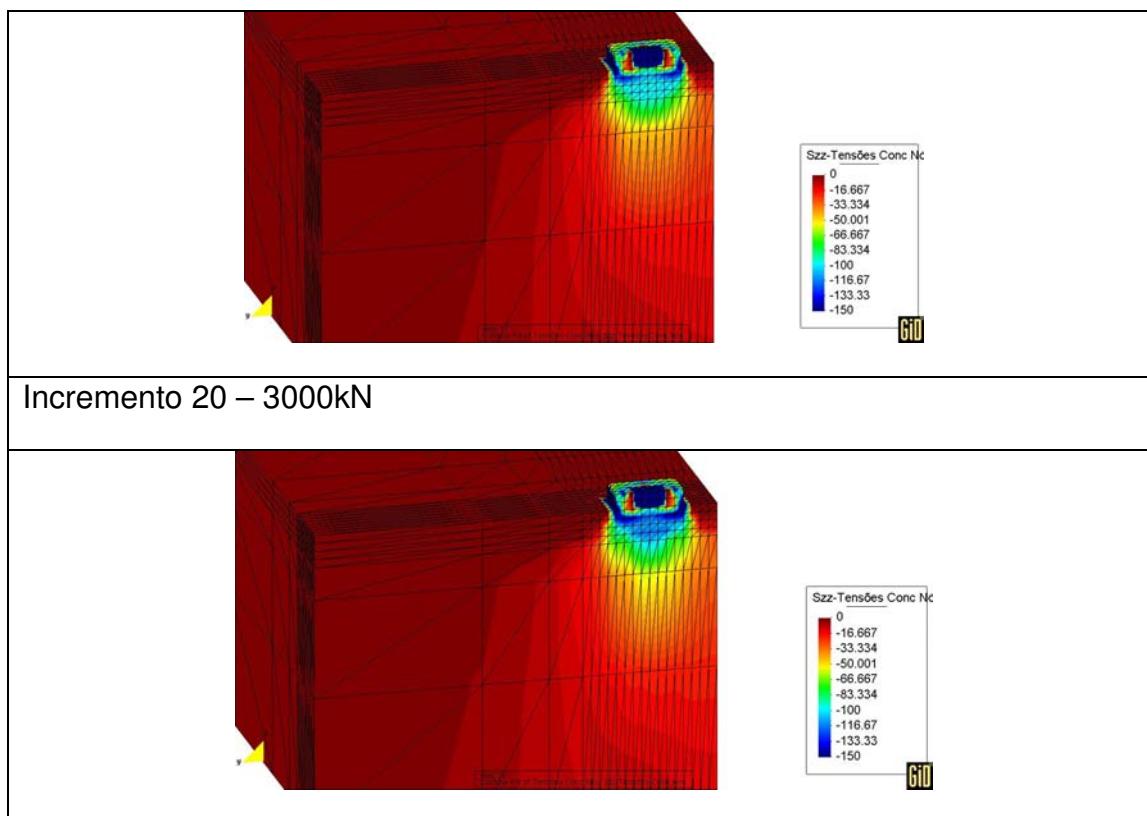 Szz-Tensões Conc No
0
-16.667
-33.334
-50.001
-66.667
-83.334
-100
-116.67
-133.33
-150
GiD
y
Incremento 20 – 3000kN
Szz-Tensões Conc No
0
-16.667
-33.334
-50.001
-66.667
-83.334
-100
-116.67
-133.33
-150
GiD
y